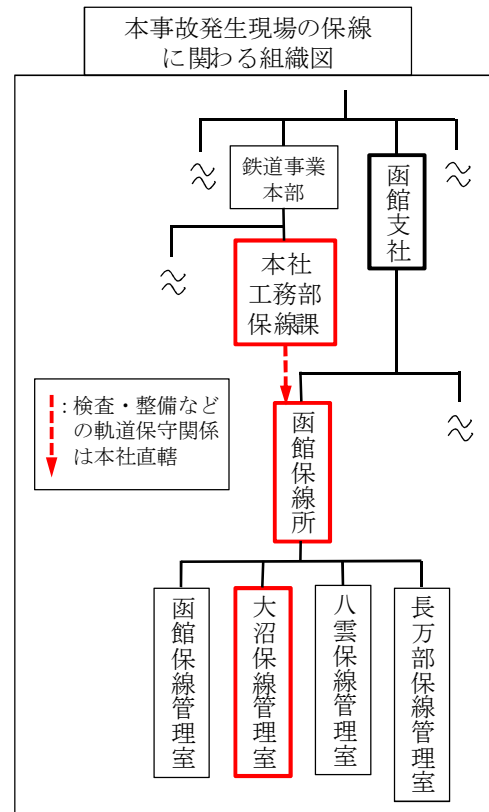 本事故発生現場の保線
に関わる組織図
鉄道事業
本部
函館支社
本社
工務部
保線課
：検査・整備など
の軌道保守関係
は本社直轄
函館保線所
函館保線管理室
大沼保線管理室
八雲保線管理室
長万部保線管理室